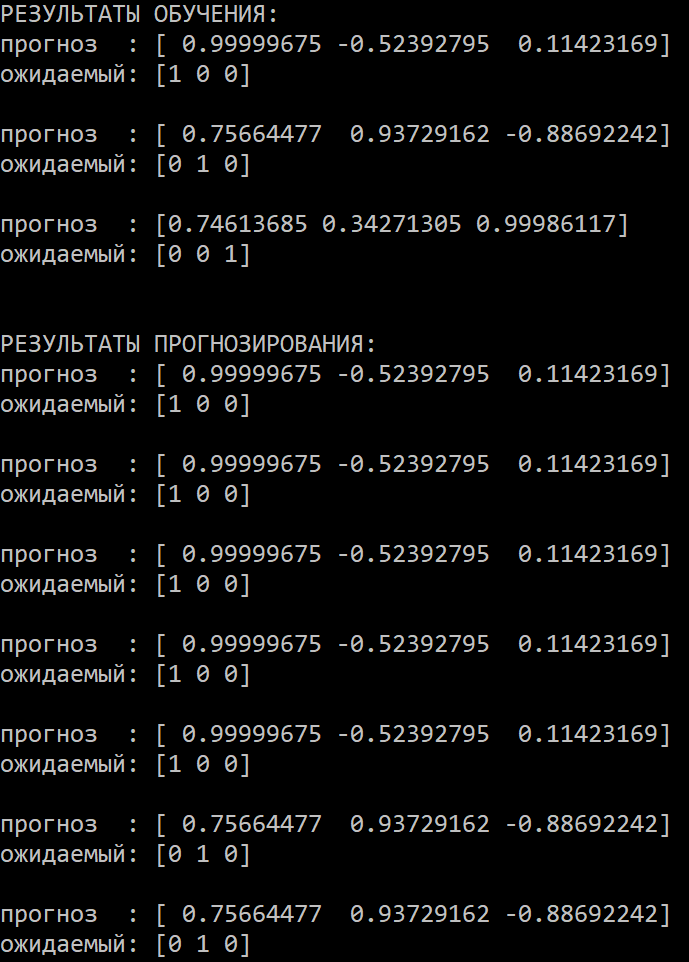 РЕЗУЛЬТАТЫ ОБУЧЕНИЯ:
прогноз  : [ 0.99999675 -0.52392795  0.11423169]
ожидаемый: [1 0 0]

прогноз  : [ 0.75664477  0.93729162 -0.88692242]
ожидаемый: [0 1 0]

прогноз  : [0.74613685 0.34271305 0.99986117]
ожидаемый: [0 0 1]

РЕЗУЛЬТАТЫ ПРОГНОЗИРОВАНИЯ:
прогноз  : [ 0.99999675 -0.52392795  0.11423169]
ожидаемый: [1 0 0]

прогноз  : [ 0.99999675 -0.52392795  0.11423169]
ожидаемый: [1 0 0]

прогноз  : [ 0.99999675 -0.52392795  0.11423169]
ожидаемый: [1 0 0]

прогноз  : [ 0.99999675 -0.52392795  0.11423169]
ожидаемый: [1 0 0]

прогноз  : [ 0.99999675 -0.52392795  0.11423169]
ожидаемый: [1 0 0]

прогноз  : [ 0.75664477  0.93729162 -0.88692242]
ожидаемый: [0 1 0]

прогноз  : [ 0.75664477  0.93729162 -0.88692242]
ожидаемый: [0 1 0]